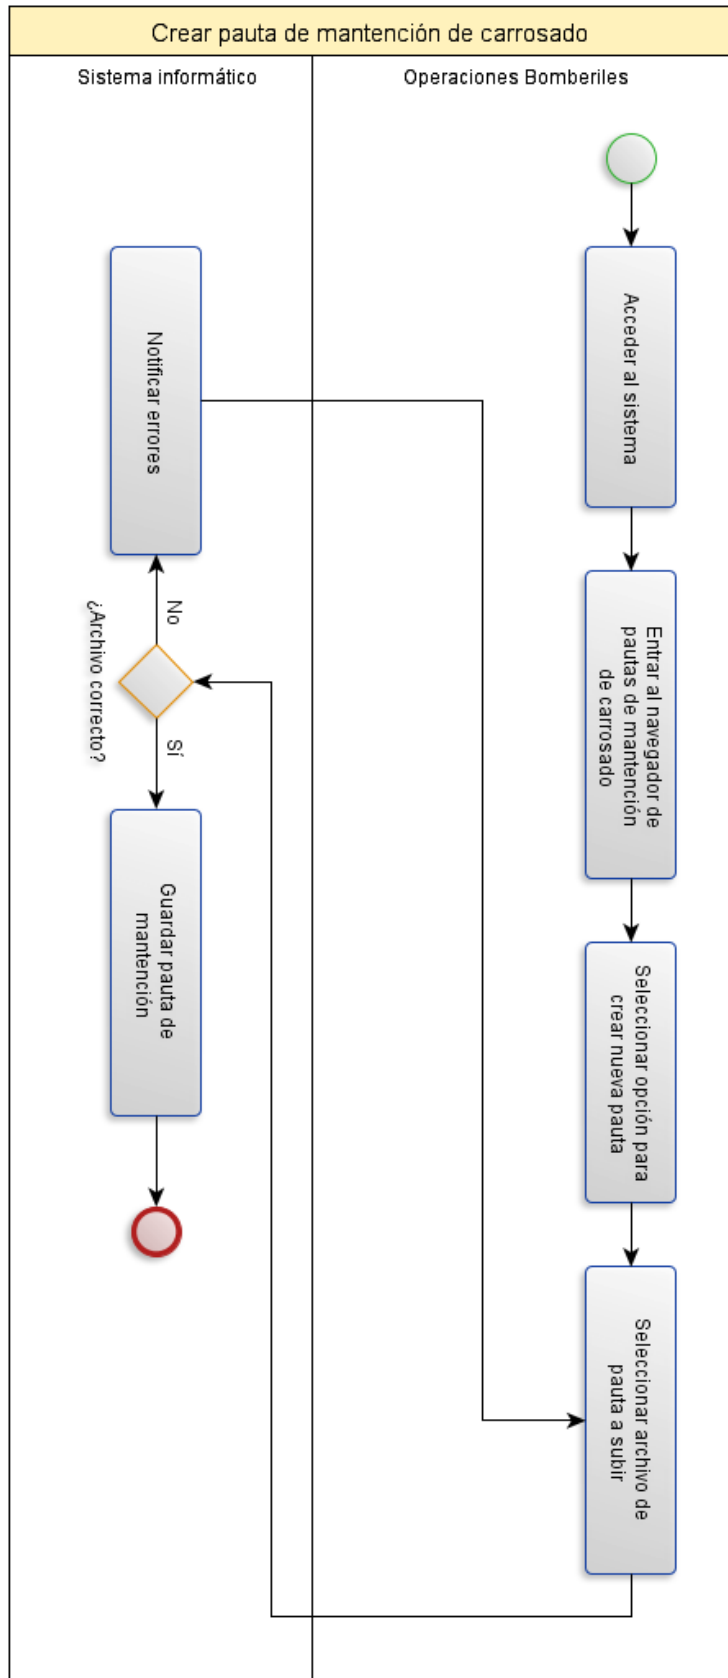 Crear pauta de mantención de carrosado
Sistema informático
Operaciones Bomberiles
Acceder al sistema
Entrar al navegador de
pautas de mantención
de carrosado
Seleccionar opción para
crear nueva pauta
Seleccionar archivo de
pauta a subir
Notificar errores
No
¿Archivo correcto?
Sí
Guardar pauta de
mantención